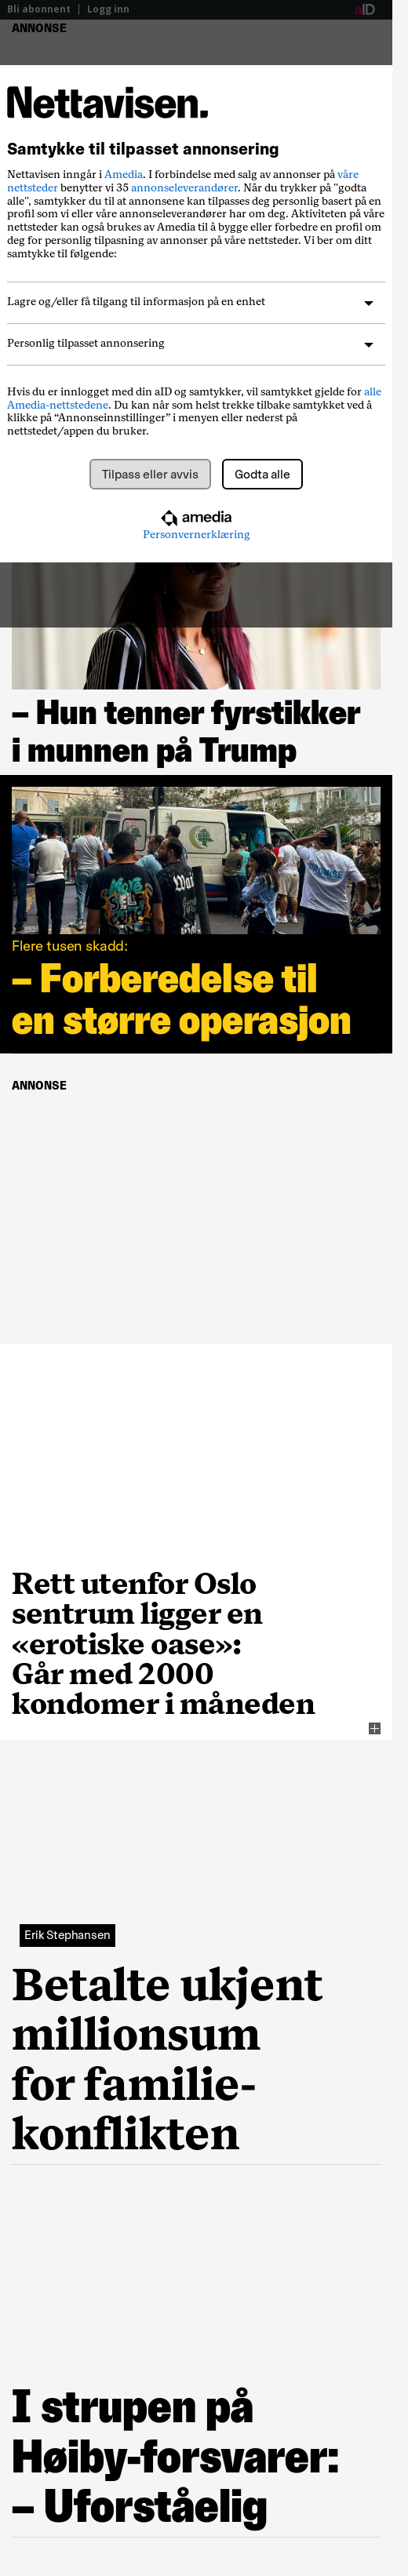 Bli abonnent | Logg inn
aID
ANNONSE
Nettavisen.
Samtykke til tilpasset annonsering
Nettavisen inngår i Amedia. I forbindelse med salg av annonser på våre
nettsteder benytter vi 35 annonseleverandører. Når du trykker på "godta
alle", samtykker du til at annonsene kan tilpasses deg personlig basert på en
profil som vi eller våre annonseleverandører har om deg. Aktiviteten på våre
nettsteder kan også brukes av Amedia til å bygge eller forbedre en profil om
deg for personlig tilpasning av annonser på våre nettsteder. Vi ber om ditt
samtykke til følgende:
Lagre og/eller få tilgang til informasjon på en enhet
Personlig tilpasset annonsering
Hvis du er innlogget med din aID og samtykker, vil samtykket gjelde for alle
Amedia-nettstedene. Du kan når som helst trekke tilbake samtykket ved å
klikke på “Annonseinnstillinger” i menyen eller nederst på
nettstedet/appen du bruker.
Tilpass eller avvis
Godta alle
amedia
Personvernerklæring
– Hun tenner fyrstikker
i munnen på Trump
PROMISE
Flere tusen skadd:
– Forberedelse til
en større operasjon
ANNONSE
Rett utenfor Oslo
sentrum ligger en
«erotiske oase»:
Går med 2000
kondomer i måneden
Erik Stephansen
Betalte ukjent
millionsum
for familie-
konflikten
I strupen på
Høiby-forsvarer:
– Uforståelig